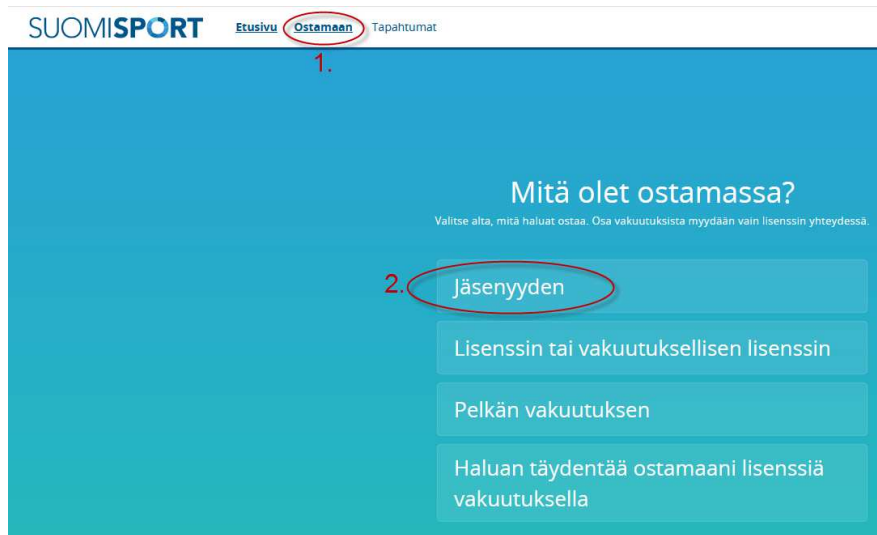 SUOMISPORT Etusivu Ostamaan Tapahtumat
1.
Mitä olet ostamassa?
Valitse alta, mitä haluat ostaa. Osa vakuutuksista myydään vain lisenssin yhteydessä.
2. Jäsenyyden
Lisenssin tai vakuutuksellisen lisenssin
Pelkän vakuutuksen
Haluan täydentää ostamaani lisenssiä
vakuutuksella